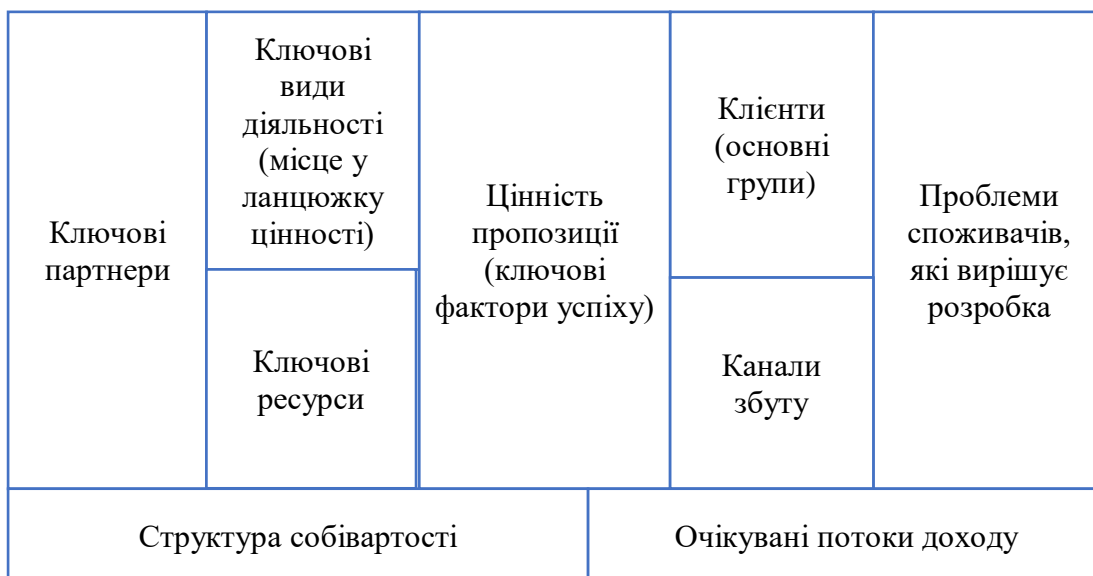 Ключові
партнери
Ключові
види
діяльності
(місце у
ланцюжку
цінності)
Ключові
ресурси
Цінність
пропозиції
(ключові
фактори успіху)
Клієнти
(основні
групи)
Канали
збуту
Проблеми
споживачів,
які вирішує
розробка
Структура собівартості
Очікувані потоки доходу